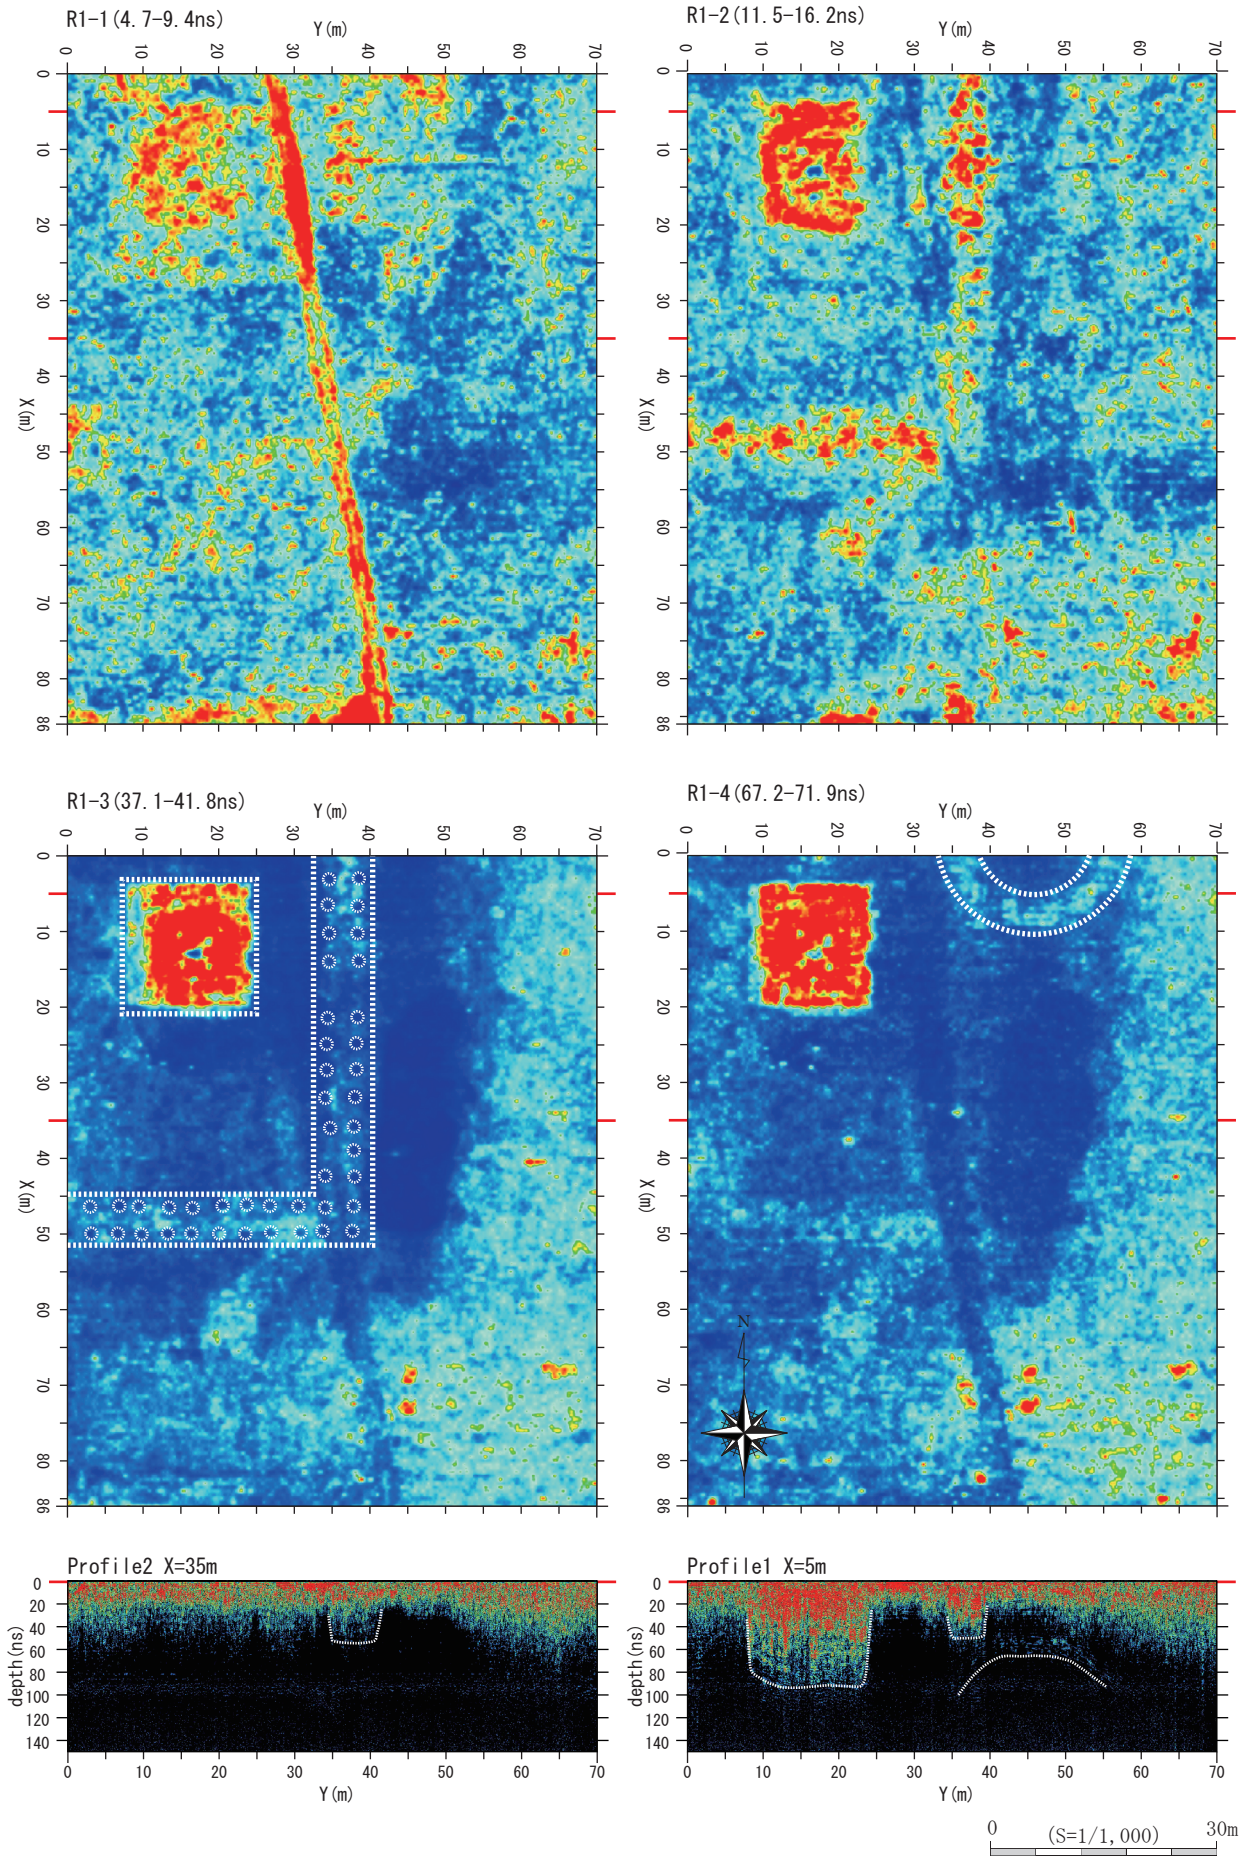 R1-1(4.7-9.4ns)
Y(m)
0 10 20 30 40 50 60 70
0
10
20
30
40
X(m)
50
60
70
80
86
R1-2(11.5-16.2ns)
Y(m)
0 10 20 30 40 50 60 70
0
10
20
30
40
X(m)
50
60
70
80
86
R1-3(37.1-41.8ns)
Y(m)
0 10 20 30 40 50 60 70
0
10
20
30
40
X(m)
50
60
70
80
86
R1-4(67.2-71.9ns)
Y(m)
0 10 20 30 40 50 60 70
0
10
20
30
40
X(m)
50
60
70
80
86
N
Profile2 X=35m
depth(ns)
0
20
40
60
80
100
120
140
0 10 20 30 40 50 60 70
Y(m)
Profile1 X=5m
depth(ns)
0
20
40
60
80
100
120
140
0 10 20 30 40 50 60 70
Y(m)
0 (S=1/1,000) 30m